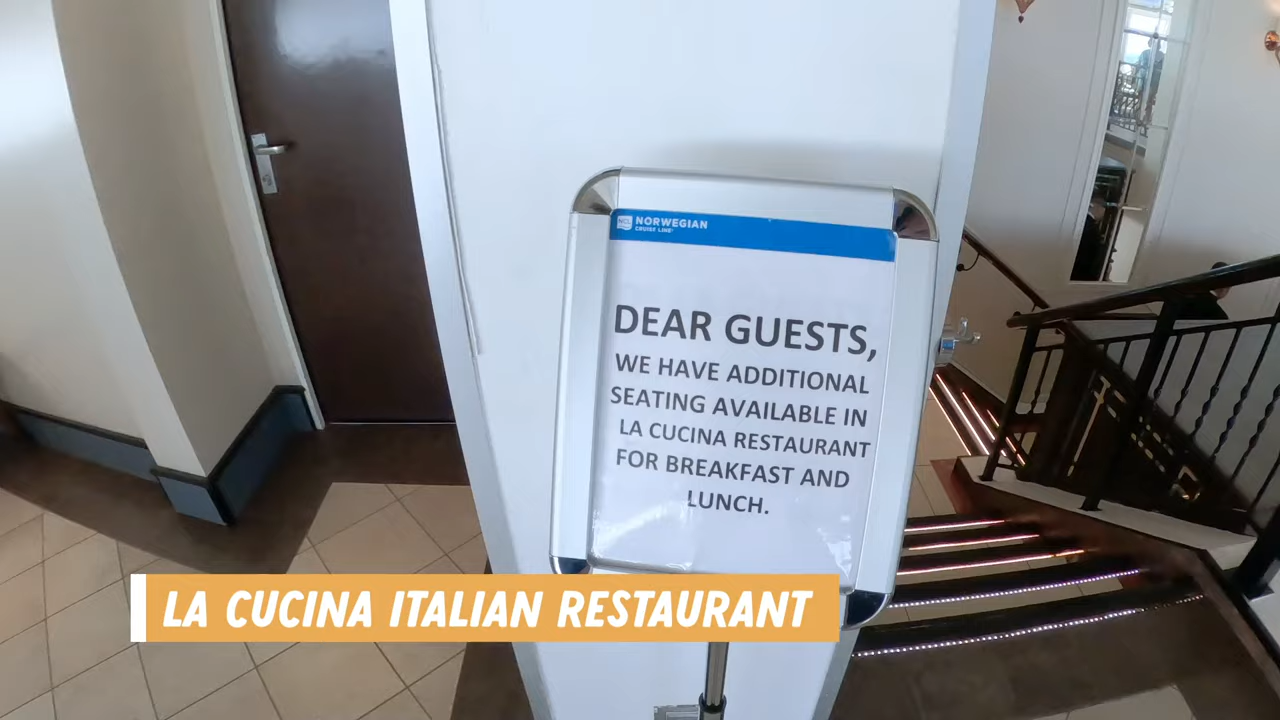 NCL NORWEGIAN
CRUISE LINE®
DEAR GUESTS,
WE HAVE ADDITIONAL
SEATING AVAILABLE IN
LA CUCINA RESTAURANT
FOR BREAKFAST AND
LUNCH.
LA CUCINA ITALIAN RESTAURANT